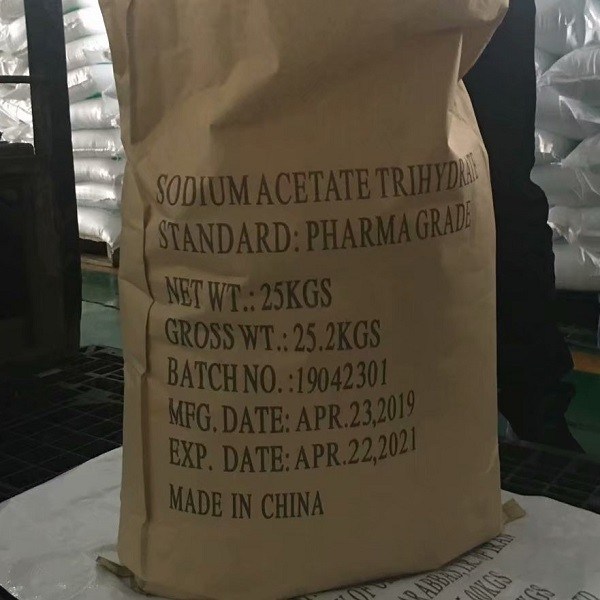 SODIUM ACETATE TRIHYDRATE
STANDARD: PHARMA GRADE
NET WT.: 25KGS
GROSS WT.: 25.2KGS
BATCH NO. :19042301
MFG. DATE: APR.23,2019
EXP. DATE: APR.22,2021
MADE IN CHINA